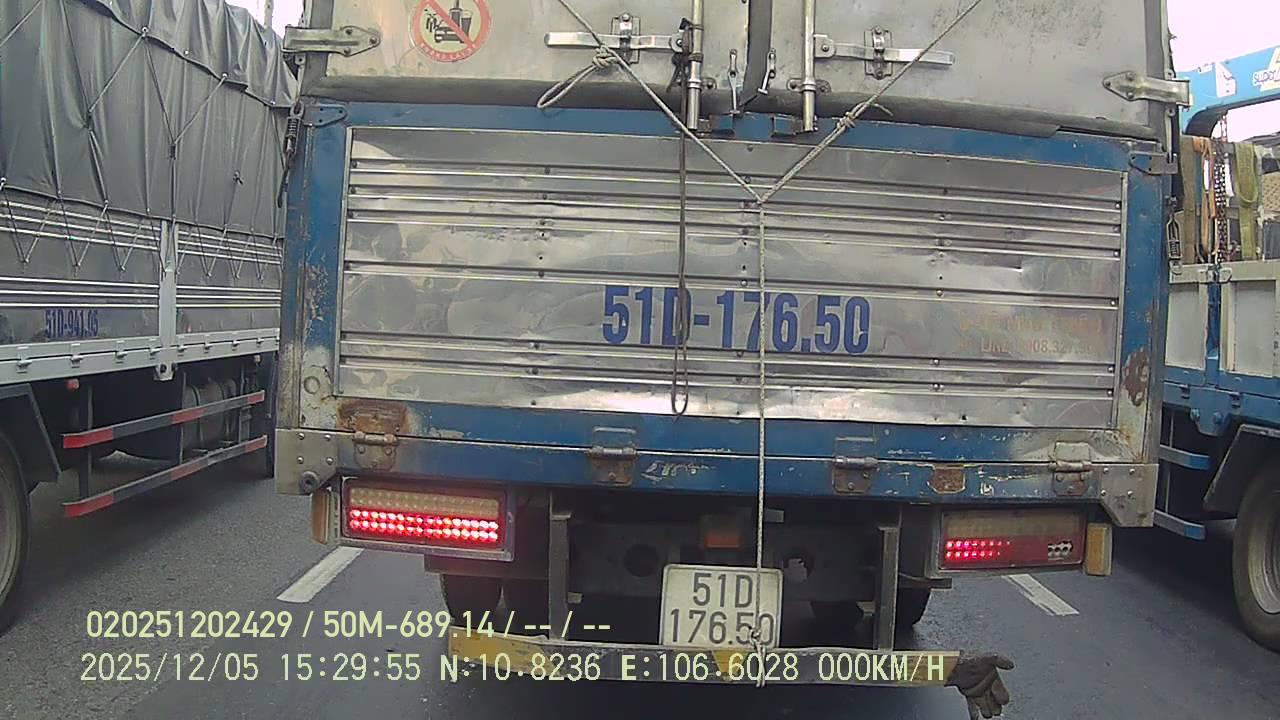 51D-941.05
51D-176.50
51D
176.50
020251202429 / 50M-689.14 / -- / --
2025/12/05 15:29:55 N:10.8236 E:106.6028 000KM/H